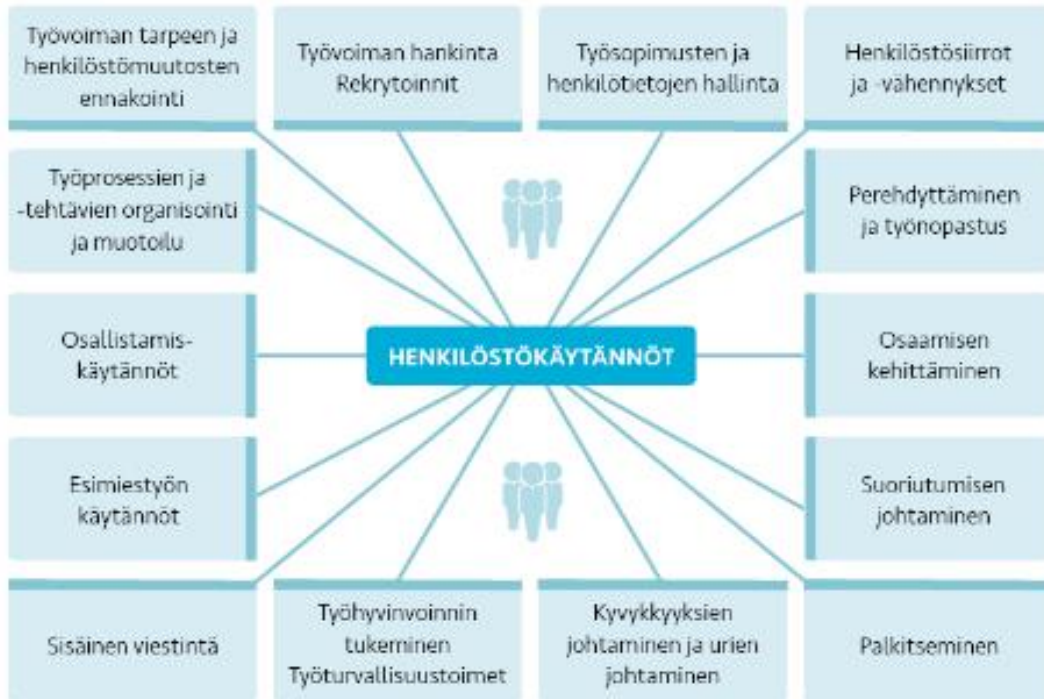 Työvoiman tarpeen ja
henkilöstömuutosten
ennakointi
Työvoiman hankinta
Rekrytoinnit
Työsopimusten ja
henkilötietojen hallinta
Henkilöstösiirrot
ja -vähennykset
Työprosessien ja
-tehtävien organisointi
ja muotoilu
Perehdyttäminen
ja työnopastus
Osallistamis-
käytännöt
HENKILÖSTÖKÄYTÄNNÖT
Osaamisen
kehittäminen
Esimiestyön
käytännöt
Suoriutumisen
johtaminen
Sisäinen viestintä
Työhyvinvoinnin
tukeminen
Työturvallisuustoimet
Kyvykkyyksien
johtaminen ja urien
johtaminen
Palkitseminen